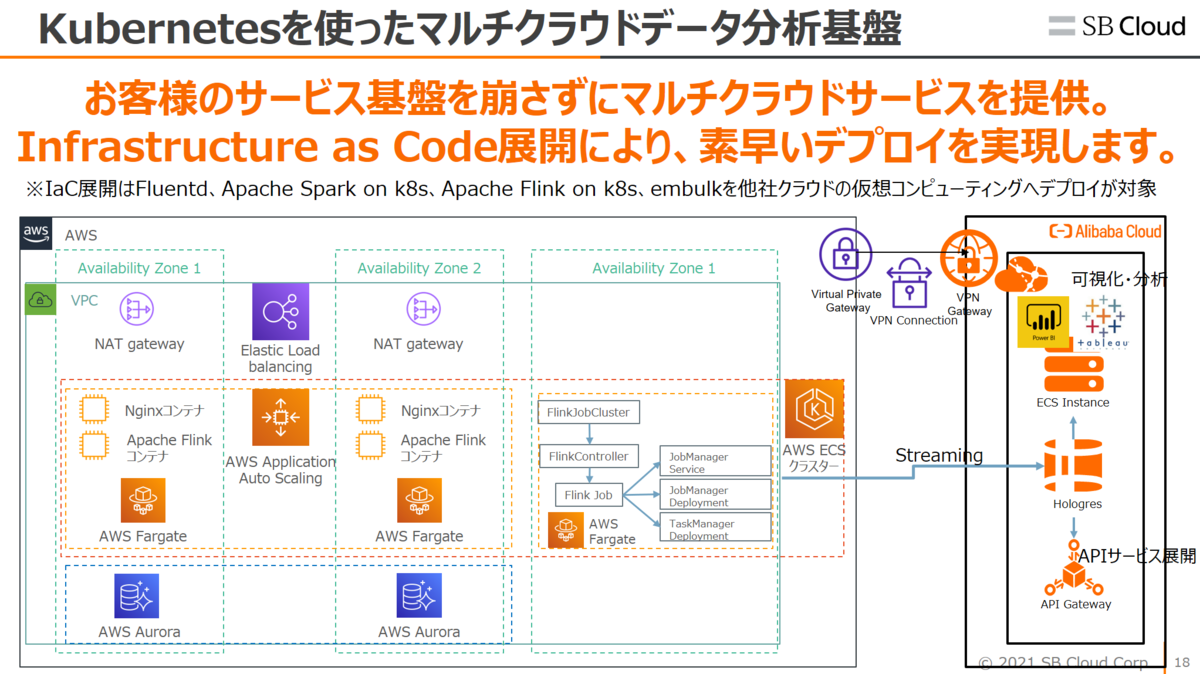 Kubernetesを使ったマルチクラウドデータ分析基盤
SB Cloud
お客様のサービス基盤を崩さずにマルチクラウドサービスを提供。
Infrastructure as Code展開により、素早いデプロイを実現します。
※IaC展開はFluentd、Apache Spark on k8s、Apache Flink on k8s、embulkを他社クラウドの仮想コンピューティングへデプロイが対象
aws
AWS
Availability Zone 1
Availability Zone 2
Availability Zone 1
VPC
NAT gateway
Elastic Load
balancing
NAT gateway
Nginxコンテナ
Apache Flink
コンテナ
AWS Application
Auto Scaling
Nginxコンテナ
Apache Flink
コンテナ
AWS Fargate
AWS Fargate
FlinkJobCluster
FlinkController
Flink Job
JobManager
Service
JobManager
Deployment
TaskManager
Deployment
AWS
Fargate
AWS ECS
クラスター
AWS Aurora
AWS Aurora
Virtual Private
Gateway
VPN Connection
VPN
Gateway
Alibaba Cloud
可視化・分析
Power BI
tableau
ECS Instance
Streaming
Hologres
APIサービス展開
API Gateway
© 2021 SB Cloud Corp.
18